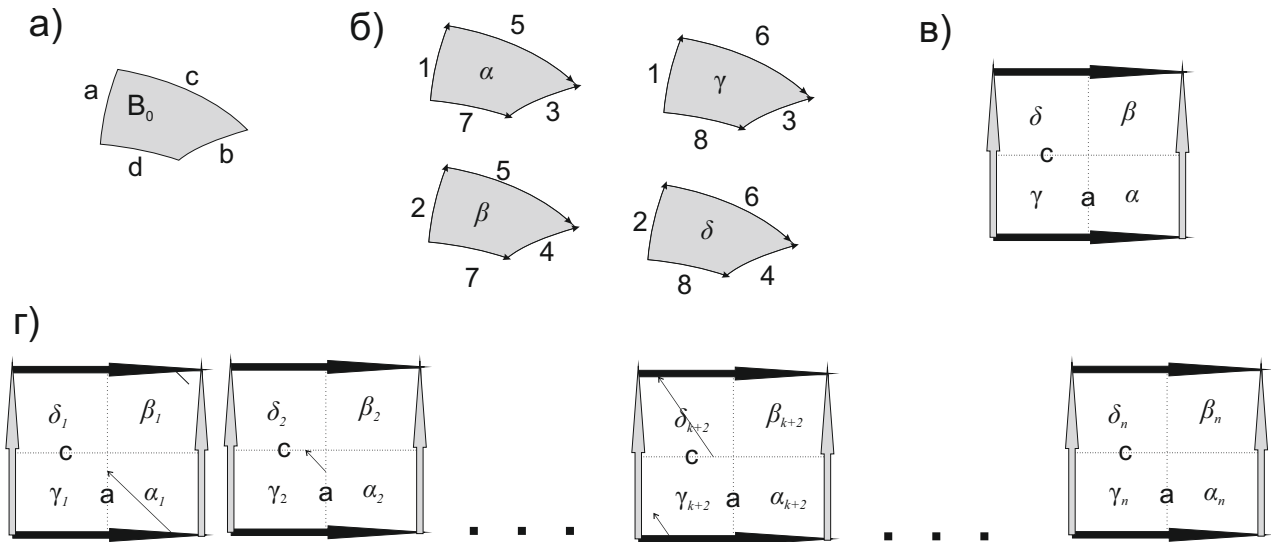 а)
a
c
B₀
d
b
б)
5
1
α
7
3
6
1
γ
8
3
5
2
β
7
4
6
2
δ
8
4
в)
δ β
c
γ a α
г)
δ₁ β₁
c
γ₁ a α₁
δ₂ β₂
c
γ₂ a α₂
. . .
δₖ₊₂ βₖ₊₂
c
γₖ₊₂ a αₖ₊₂
. . .
δₙ βₙ
c
γₙ a αₙ